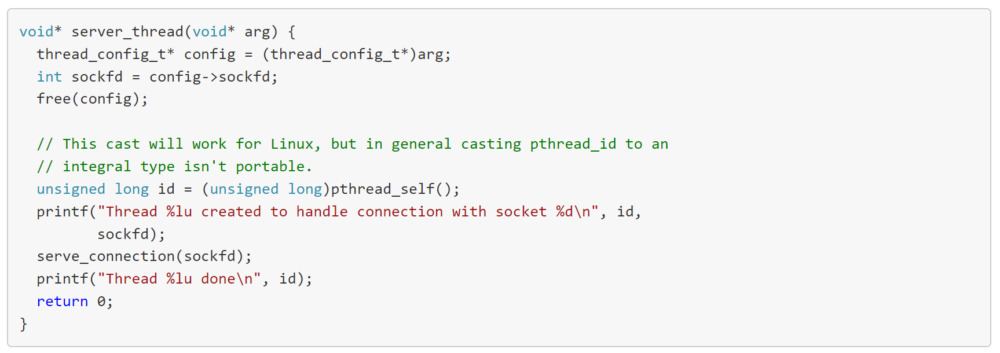 void* server_thread(void* arg) {
  thread_config_t* config = (thread_config_t*)arg;
  int sockfd = config->sockfd;
  free(config);

  // This cast will work for Linux, but in general casting pthread_id to an
  // integral type isn't portable.
  unsigned long id = (unsigned long)pthread_self();
  printf("Thread %lu created to handle connection with socket %d\n", id,
         sockfd);
  serve_connection(sockfd);
  printf("Thread %lu done\n", id);
  return 0;
}